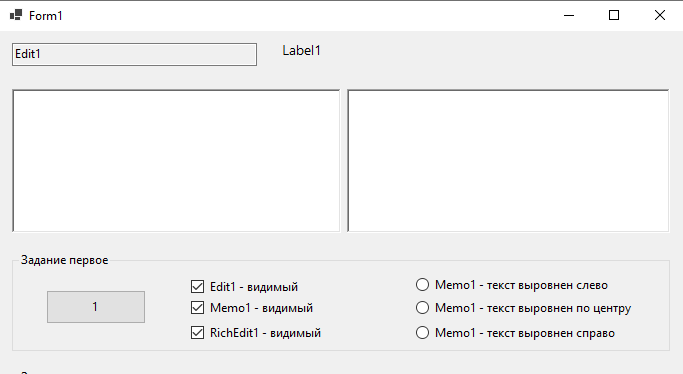 Form1
Edit1
Label1
Задание первое
1
Edit1 - видимый
Memo1 - видимый
RichEdit1 - видимый
Memo1 - текст выровнен слево
Memo1 - текст выровнен по центру
Memo1 - текст выровнен справо